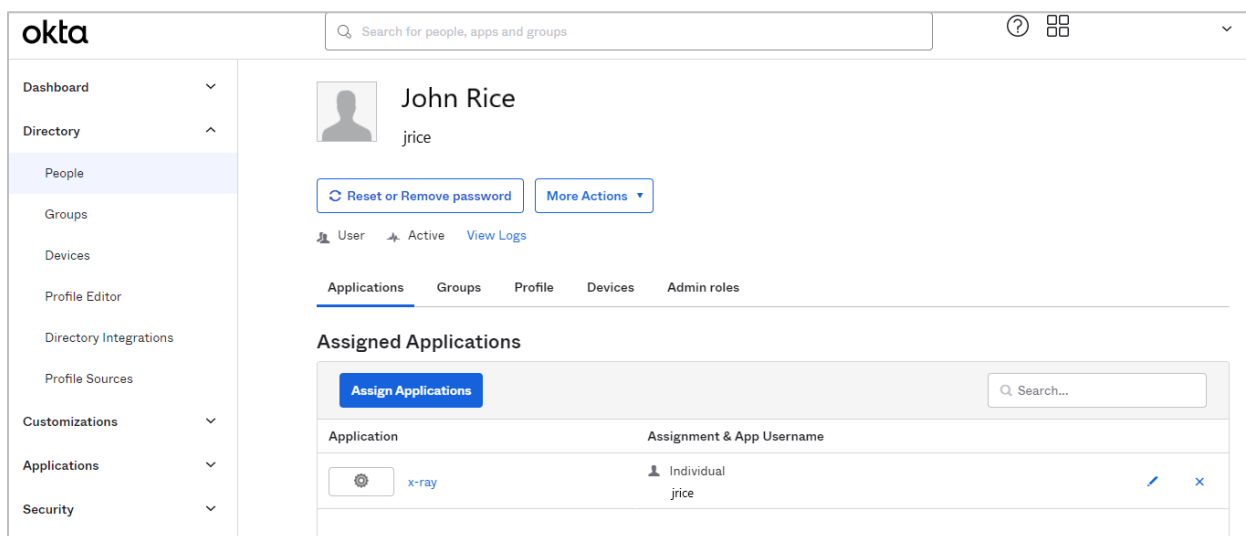 okta
Search for people, apps and groups
Dashboard
Directory
People
Groups
Devices
Profile Editor
Directory Integrations
Profile Sources
Customizations
Applications
Security
John Rice
jrice
Reset or Remove password
More Actions
User Active View Logs
Applications Groups Profile Devices Admin roles
Assigned Applications
Assign Applications
Search...
Application Assignment & App Username
x-ray Individual
jrice